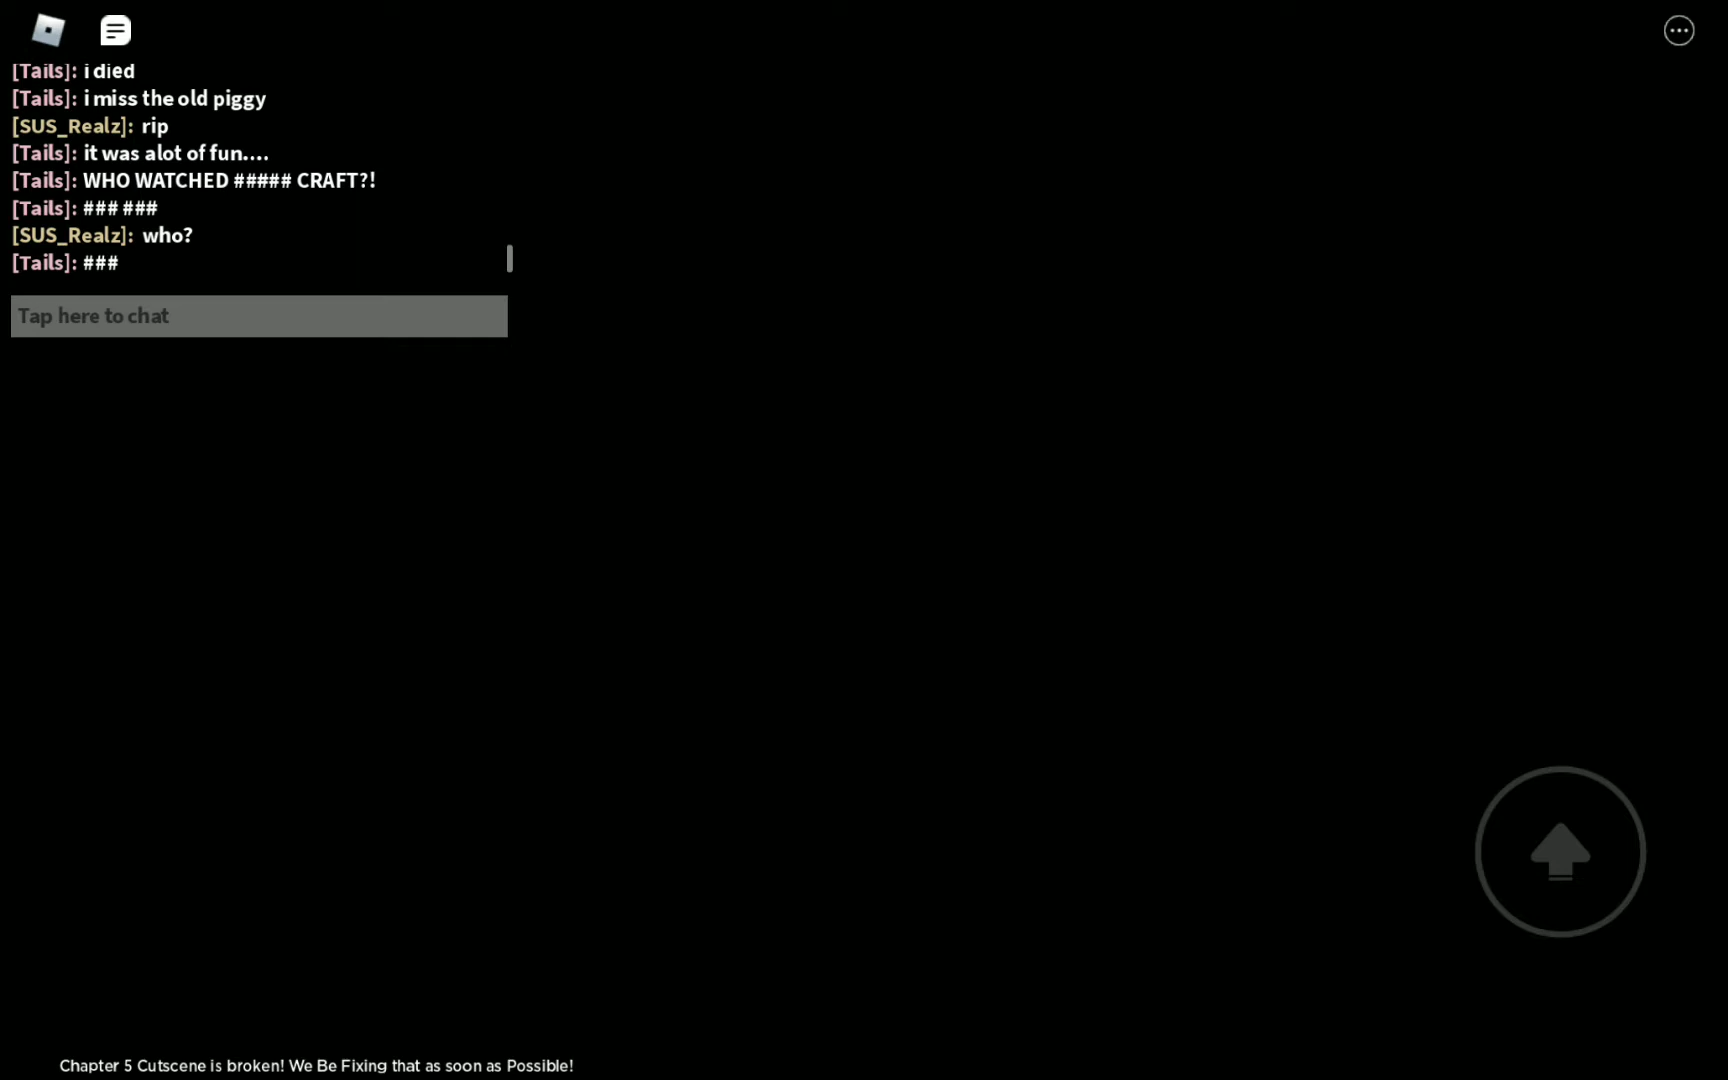 [Tails]: i died
[Tails]: i miss the old piggy
[SUS_Realz]: rip
[Tails]: it was alot of fun....
[Tails]: WHO WATCHED ##### CRAFT?!
[Tails]: ### ###
[SUS_Realz]: who?
[Tails]: ###
Tap here to chat
Chapter 5 Cutscene is broken! We Be Fixing that as soon as Possible!